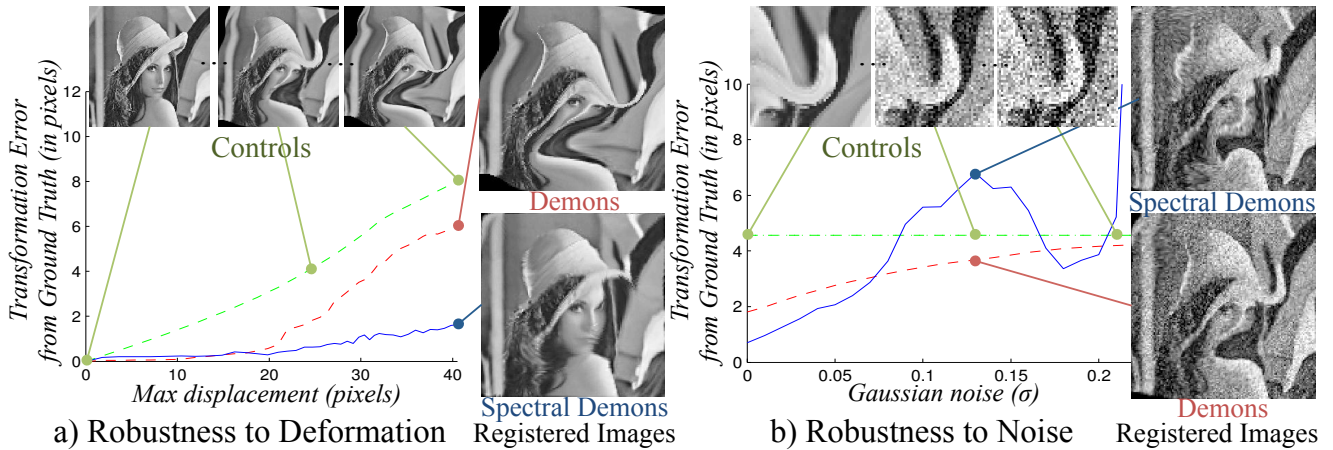 Transformation Error
from Ground Truth (in pixels)
12
10
8
6
4
2
0
0
10
20
30
40
Max displacement (pixels)
Controls
Demons
Spectral Demons
a) Robustness to Deformation
Registered Images
Transformation Error
from Ground Truth (in pixels)
10
8
6
4
2
0
0
0.05
0.1
0.15
0.2
Gaussian noise (σ)
Controls
Spectral Demons
Demons
b) Robustness to Noise
Registered Images